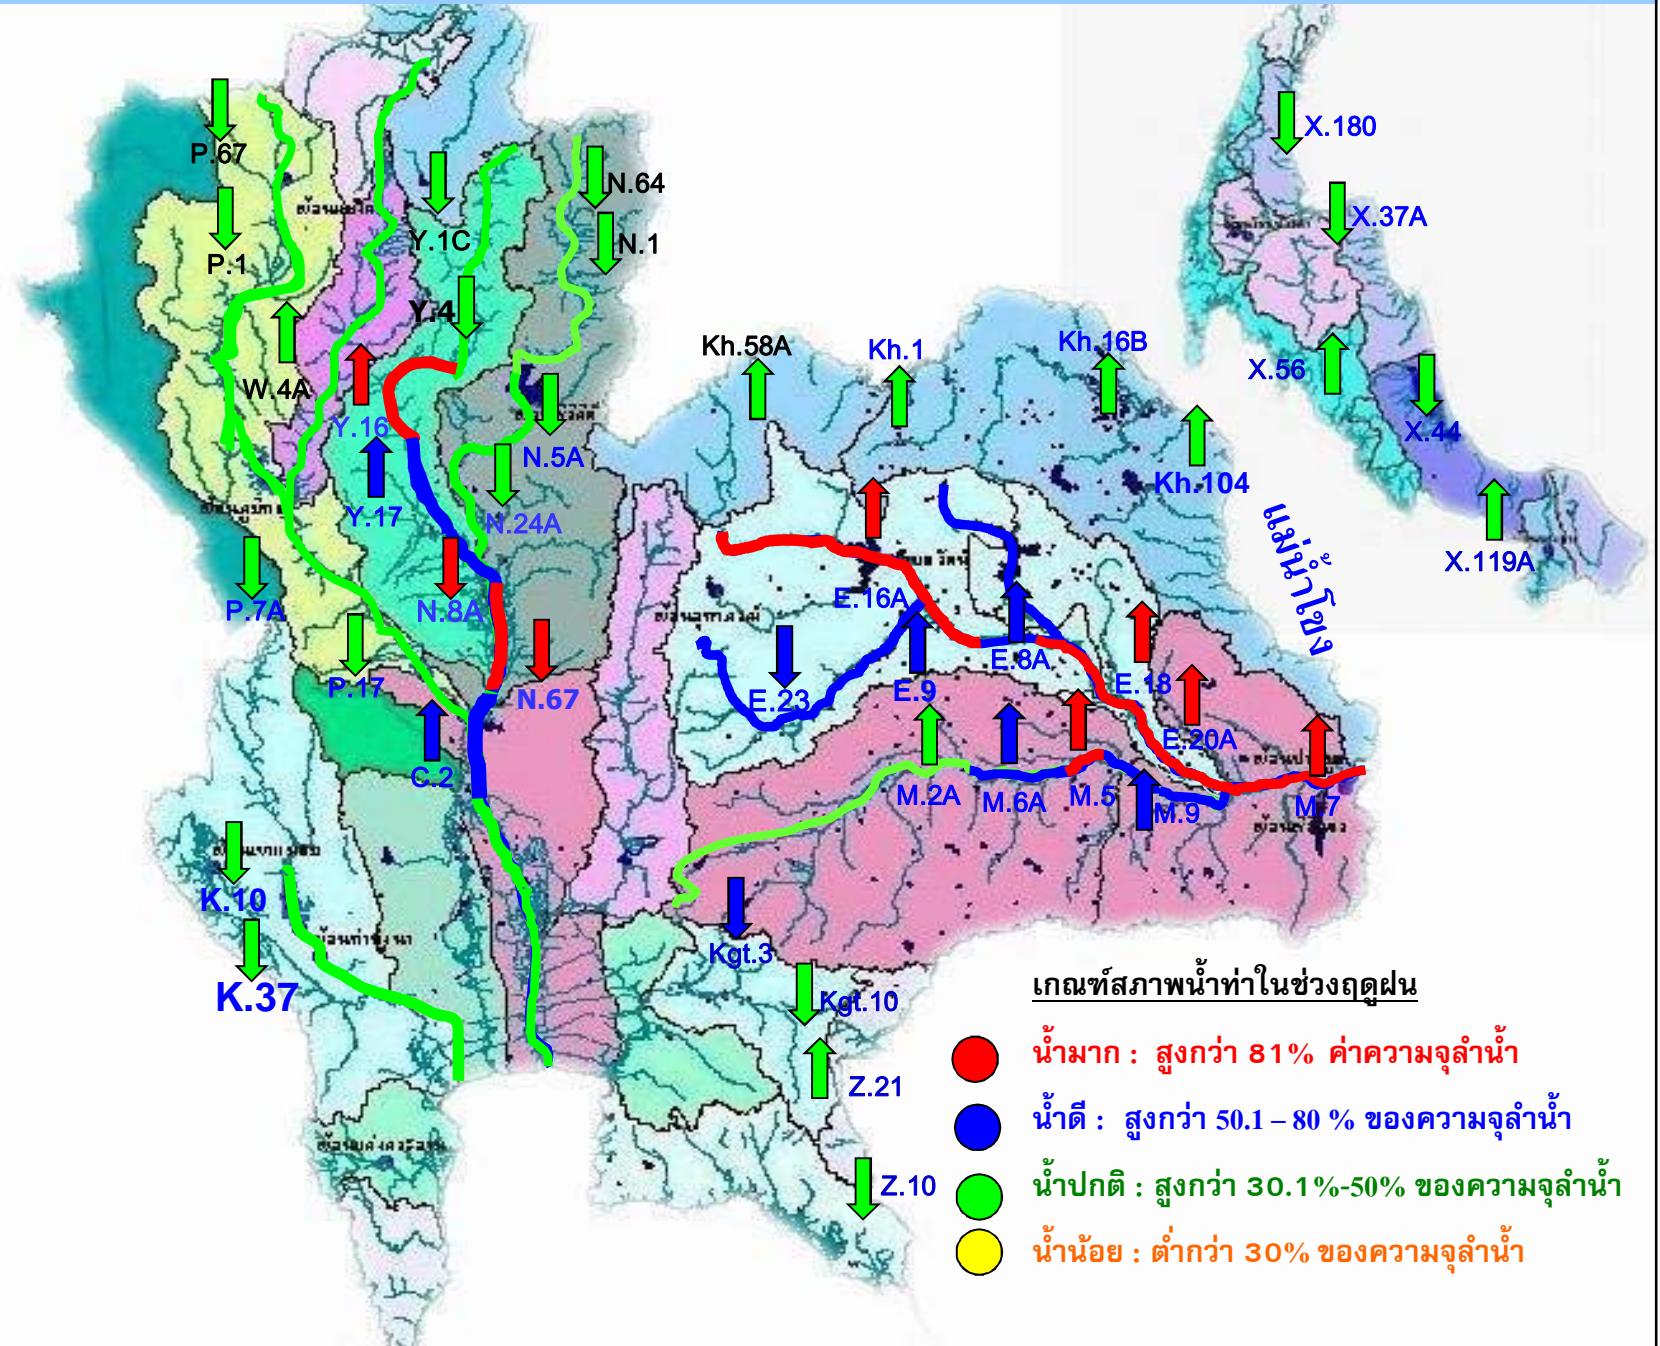 P.67
P.1
W.4A
Y.1C
Y.4
N.64
N.1
Y.16
Y.17
N.5A
N.24A
N.8A
N.67
P.7A
P.17
C.2
K.10
K.37
Kh.58A
Kh.1
Kh.16B
Kh.104
แม่น้ำโขง
E.16A
E.8A
E.23
E.9
E.18
E.20A
M.2A
M.6A
M.5
M.9
M.7
Kgt.3
Kgt.10
Z.21
Z.10
X.180
X.37A
X.56
X.44
X.119A
เกณฑ์สภาพน้ำท่าในช่วงฤดูฝน
น้ำมาก : สูงกว่า 81% ค่าความจุลำน้ำ
น้ำดี : สูงกว่า 50.1 – 80 % ของความจุลำน้ำ
น้ำปกติ : สูงกว่า 30.1%-50% ของความจุลำน้ำ
น้ำน้อย : ต่ำกว่า 30% ของความจุลำน้ำ